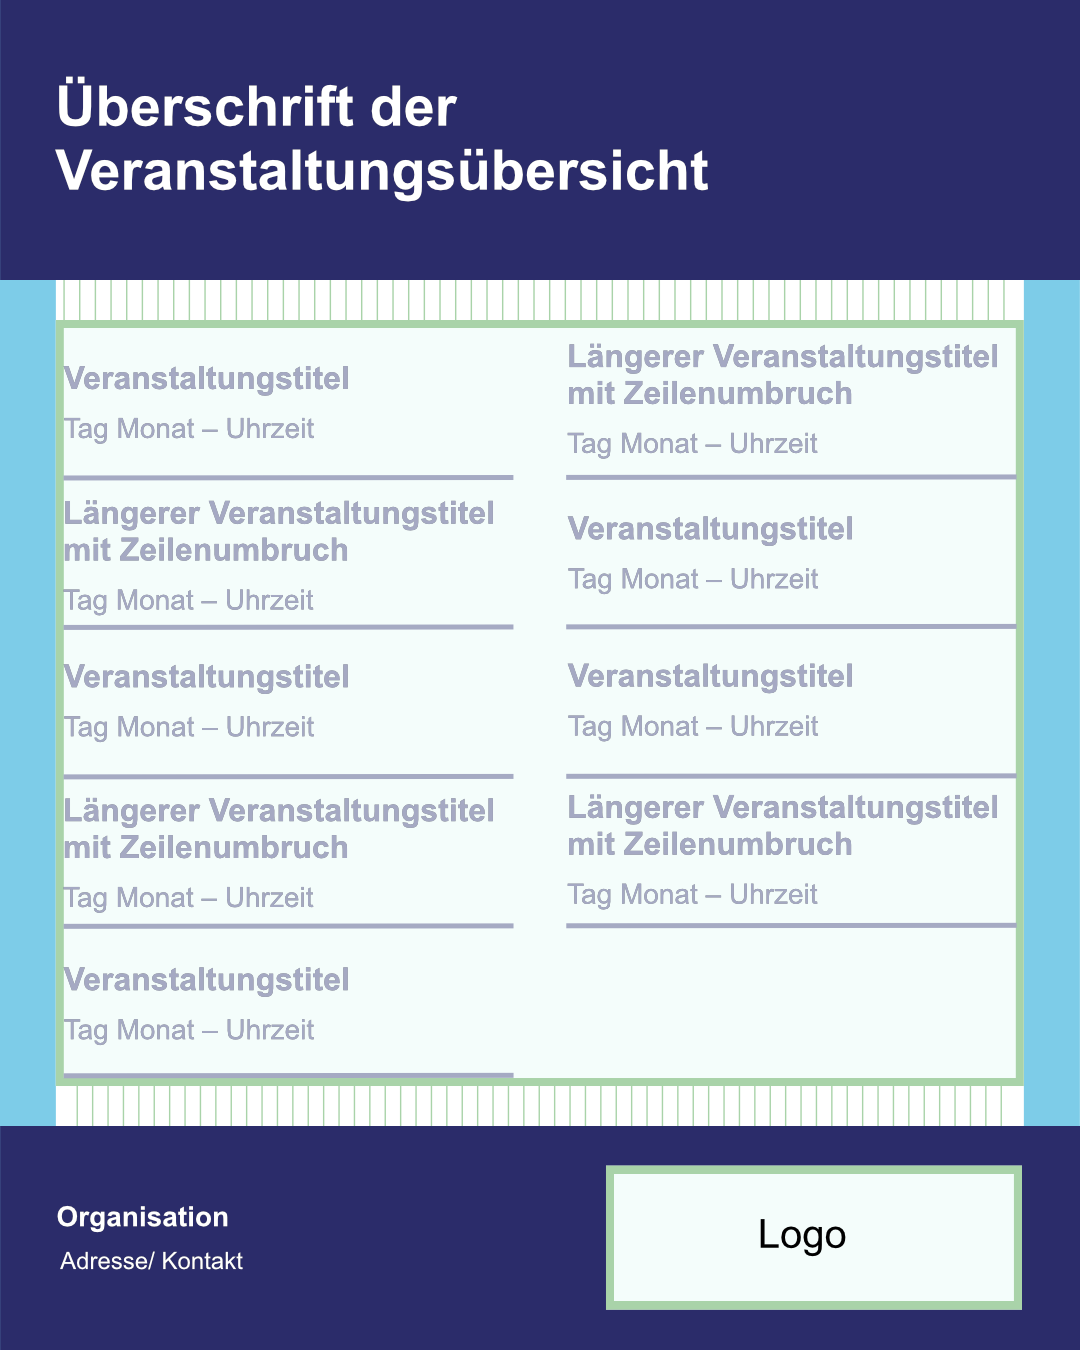 Überschrift der
Veranstaltungsübersicht
Veranstaltungstitel
Tag Monat – Uhrzeit
Längerer Veranstaltungstitel
mit Zeilenumbruch
Tag Monat – Uhrzeit
Veranstaltungstitel
Tag Monat – Uhrzeit
Längerer Veranstaltungstitel
mit Zeilenumbruch
Tag Monat – Uhrzeit
Veranstaltungstitel
Tag Monat – Uhrzeit
Längerer Veranstaltungstitel
mit Zeilenumbruch
Tag Monat – Uhrzeit
Veranstaltungstitel
Tag Monat – Uhrzeit
Veranstaltungstitel
Tag Monat – Uhrzeit
Längerer Veranstaltungstitel
mit Zeilenumbruch
Tag Monat – Uhrzeit
Organisation
Adresse/ Kontakt
Logo